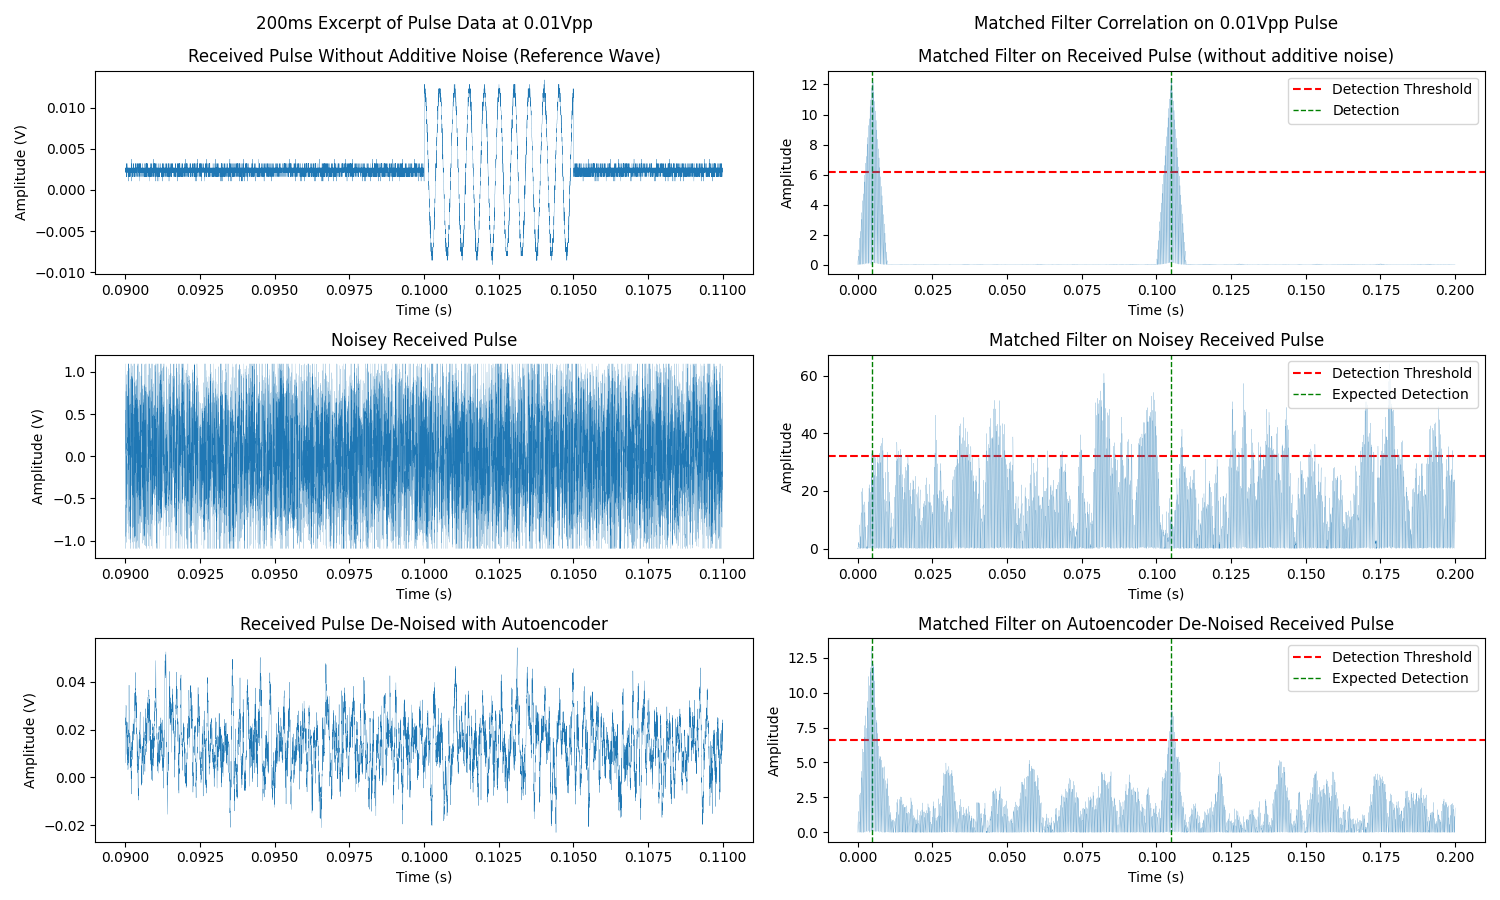 200ms Excerpt of Pulse Data at 0.01Vpp
Received Pulse Without Additive Noise (Reference Wave)
Amplitude (V)
0.010
0.005
0.000
−0.005
−0.010
0.0900 0.0925 0.0950 0.0975 0.1000 0.1025 0.1050 0.1075 0.1100
Time (s)
Matched Filter Correlation on 0.01Vpp Pulse
Matched Filter on Received Pulse (without additive noise)
Amplitude
12
10
8
6
4
2
0
Detection Threshold
Detection
0.000 0.025 0.050 0.075 0.100 0.125 0.150 0.175 0.200
Time (s)
Noisey Received Pulse
Amplitude (V)
1.0
0.5
0.0
−0.5
−1.0
0.0900 0.0925 0.0950 0.0975 0.1000 0.1025 0.1050 0.1075 0.1100
Time (s)
Matched Filter on Noisey Received Pulse
Amplitude
60
40
20
0
Detection Threshold
Expected Detection
0.000 0.025 0.050 0.075 0.100 0.125 0.150 0.175 0.200
Time (s)
Received Pulse De-Noised with Autoencoder
Amplitude (V)
0.04
0.02
0.00
−0.02
0.0900 0.0925 0.0950 0.0975 0.1000 0.1025 0.1050 0.1075 0.1100
Time (s)
Matched Filter on Autoencoder De-Noised Received Pulse
Amplitude
12.5
10.0
7.5
5.0
2.5
0.0
Detection Threshold
Expected Detection
0.000 0.025 0.050 0.075 0.100 0.125 0.150 0.175 0.200
Time (s)